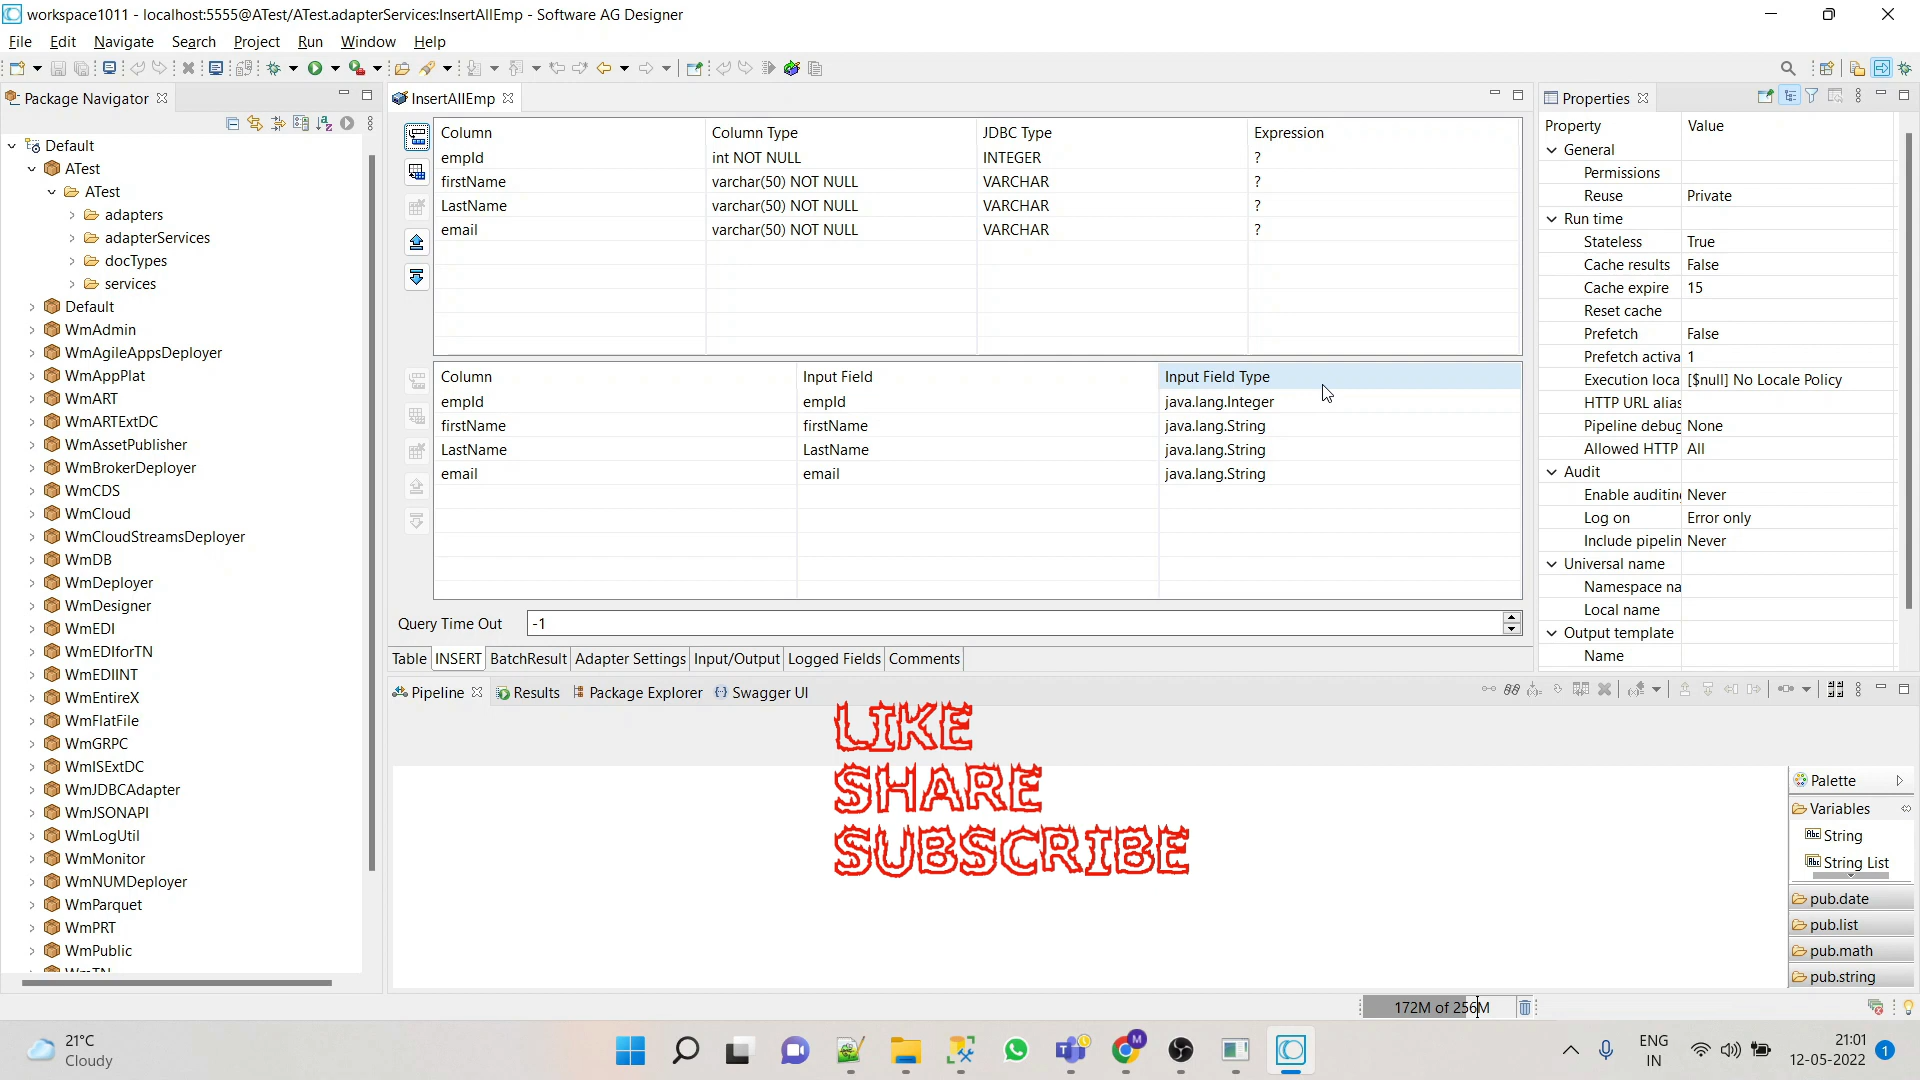 workspace1011 - localhost:5555@ATest/ATest.adapterServices:InsertAllEmp - Software AG Designer
File Edit Navigate Search Project Run Window Help
Package Navigator
Default
ATest
ATest
adapters
adapterServices
docTypes
services
Default
WmAdmin
WmAgileAppsDeployer
WmAppPlat
WmART
WmARTExtDC
WmAssetPublisher
WmBrokerDeployer
WmCDS
WmCloud
WmCloudStreamsDeployer
WmDB
WmDeployer
WmDesigner
WmEDI
WmEDIforTN
WmEDIINT
WmEntireX
WmFlatFile
WmGRPC
WmISExtDC
WmJDBCAdapter
WmJSONAPI
WmLogUtil
WmMonitor
WmNUMDeployer
WmParquet
WmPRT
WmPublic
InsertAllEmp
Column Column Type JDBC Type Expression
empId int NOT NULL INTEGER ?
firstName varchar(50) NOT NULL VARCHAR ?
LastName varchar(50) NOT NULL VARCHAR ?
email varchar(50) NOT NULL VARCHAR ?
Column Input Field Input Field Type
empId empId java.lang.Integer
firstName firstName java.lang.String
LastName LastName java.lang.String
email email java.lang.String
Query Time Out -1
Table INSERT BatchResult Adapter Settings Input/Output Logged Fields Comments
Properties
Property Value
General
Permissions
Reuse Private
Run time
Stateless True
Cache results False
Cache expire 15
Reset cache
Prefetch False
Prefetch activa 1
Execution loca [$null] No Locale Policy
HTTP URL alias
Pipeline debug None
Allowed HTTP All
Audit
Enable auditing Never
Log on Error only
Include pipelin Never
Universal name
Namespace na
Local name
Output template
Name
Pipeline Results Package Explorer Swagger UI
LIKE
SHARE
SUBSCRIBE
Palette
Variables
String
String List
pub.date
pub.list
pub.math
pub.string
172M of 256M
21°C
Cloudy
ENG
IN
21:01
12-05-2022
1